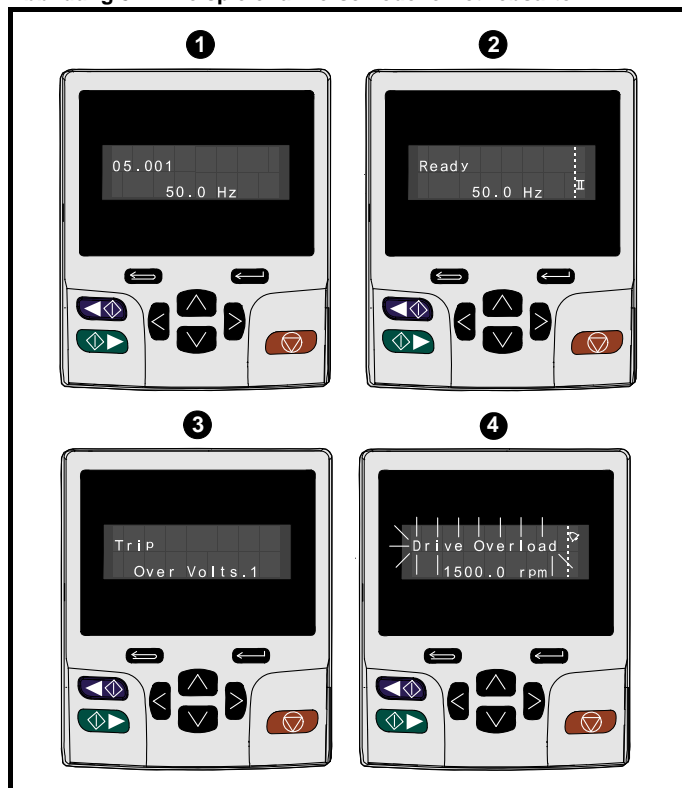 1
2
05.001
50.0 Hz
Ready
50.0 Hz
3
4
Trip
Over Volts.1
Drive Overload
1500.0 rpm